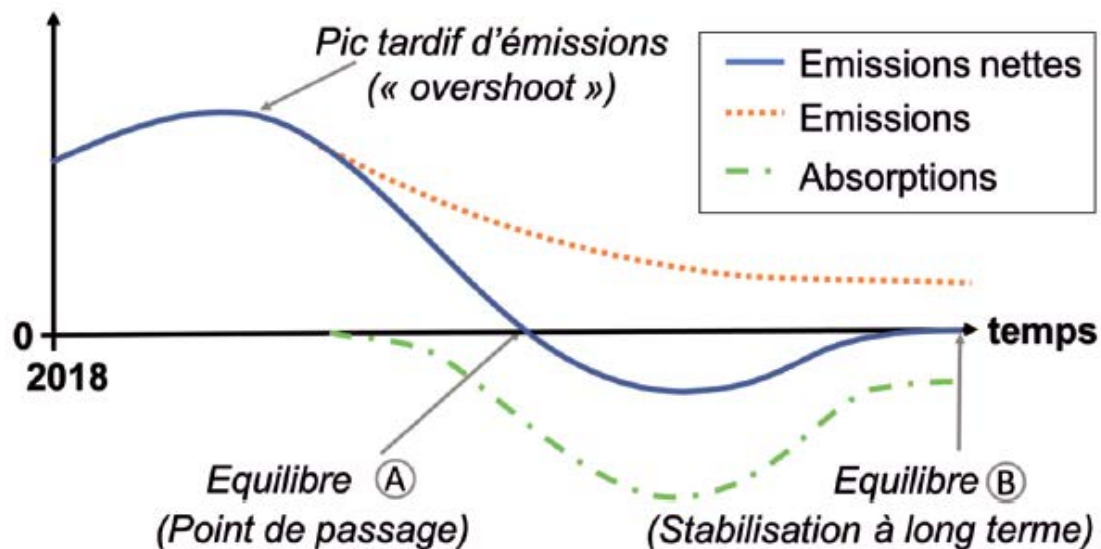 Pic tardif d'émissions
(« overshoot »)
Emissions nettes
Emissions
Absorptions
0
2018
temps
Equilibre A
(Point de passage)
Equilibre B
(Stabilisation à long terme)